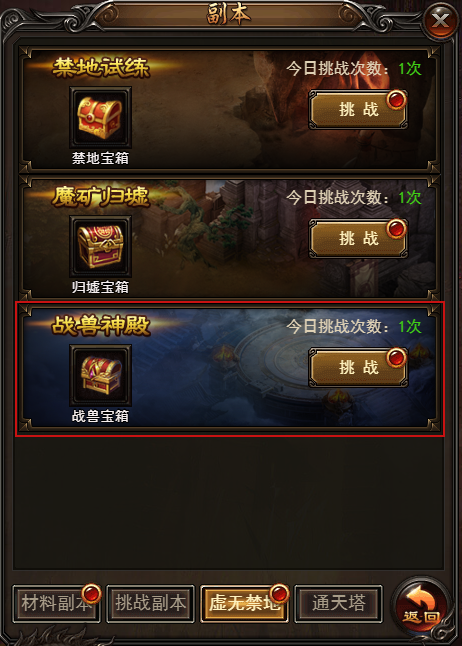 副本
禁地试练
今日挑战次数：1次
挑战
禁地宝箱
魔矿归墟
今日挑战次数：1次
挑战
归墟宝箱
战兽神殿
今日挑战次数：1次
挑战
战兽宝箱
材料副本 挑战副本 虚无禁地 通天塔 返回